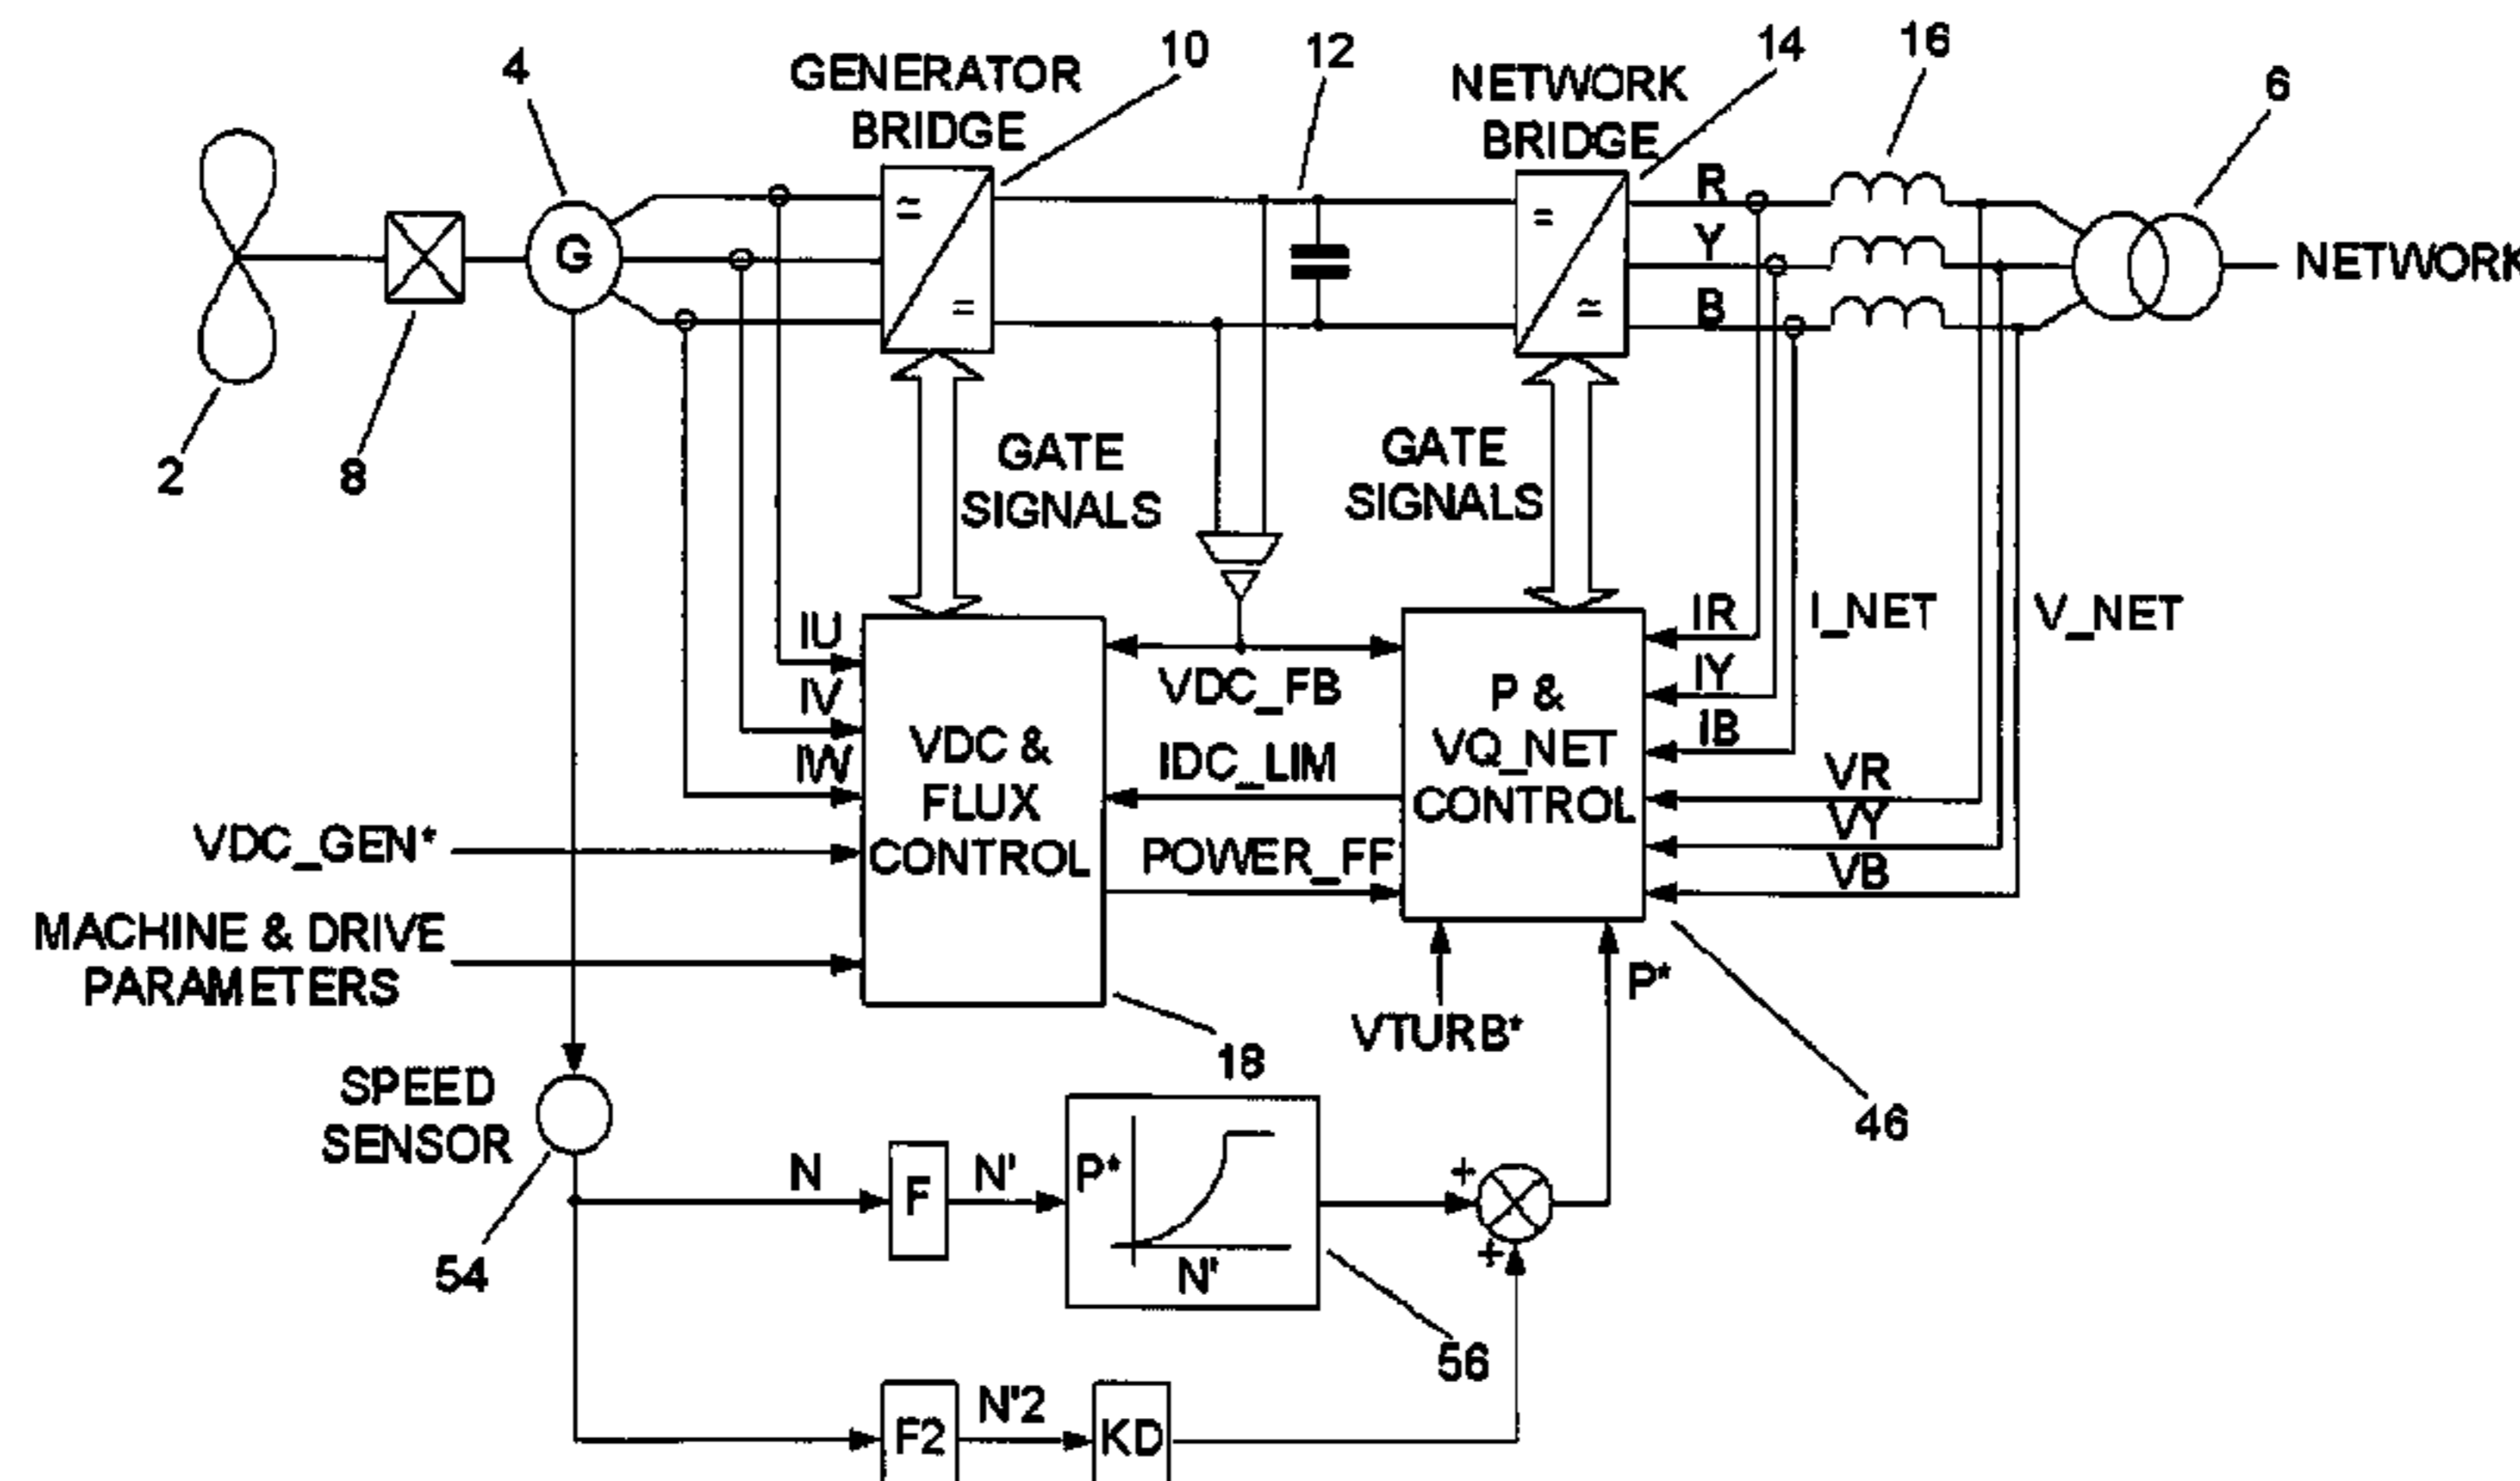 4
GENERATOR
BRIDGE
10
12
NETWORK
BRIDGE
14
16
6
R
Y
B
G
=
=
NETWORK
2
8
GATE
SIGNALS
GATE
SIGNALS
IU
IV
IW
VDC &
FLUX
CONTROL
VDC_FB
IDC_LIM
POWER_FF
P &
VQ_NET
CONTROL
IR
IY
IB
I_NET
V_NET
VR
VY
VB
VDC_GEN*
MACHINE & DRIVE
PARAMETERS
18
VTURB*
P*
46
SPEED
SENSOR
54
N
F
N'
P*
N'
56
+
+
F2
N'2
KD